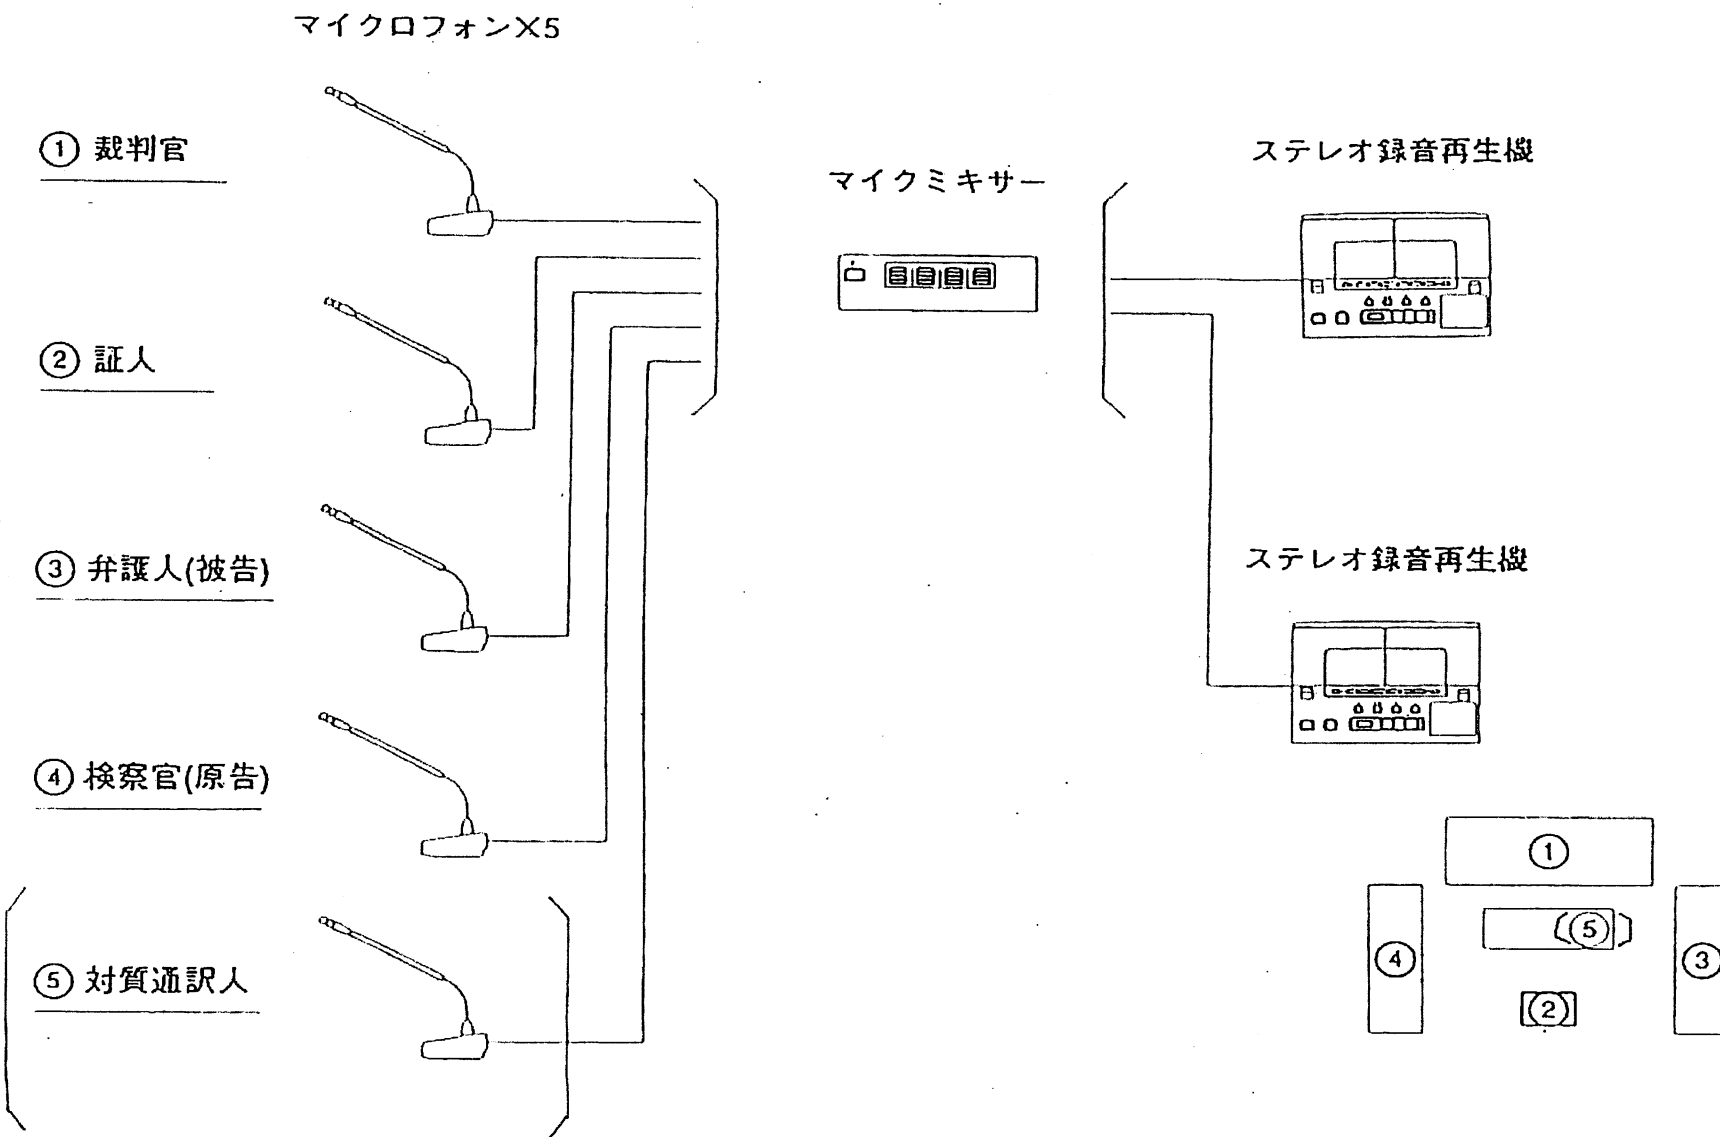 マイクロフォン×5
① 裁判官
② 証人
③ 弁護人(被告)
④ 検察官(原告)
⑤ 対質通訳人
マイクミキサー
ステレオ録音再生機
ステレオ録音再生機
①
⑤
④
③
②